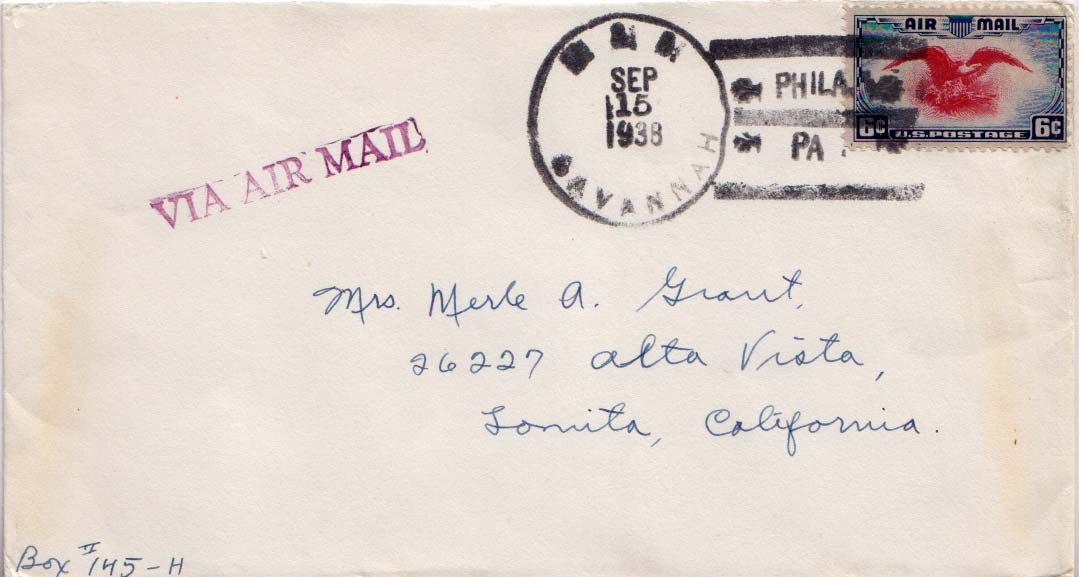 AIR MAIL
6¢ U.S. POSTAGE 6¢
SEP
15
1938
SAVANNAH
PHILA.
PA.
VIA AIR MAIL
Mrs. Merle A. Grant,
26227 Alta Vista,
Lomita, California.
Box II 145-H